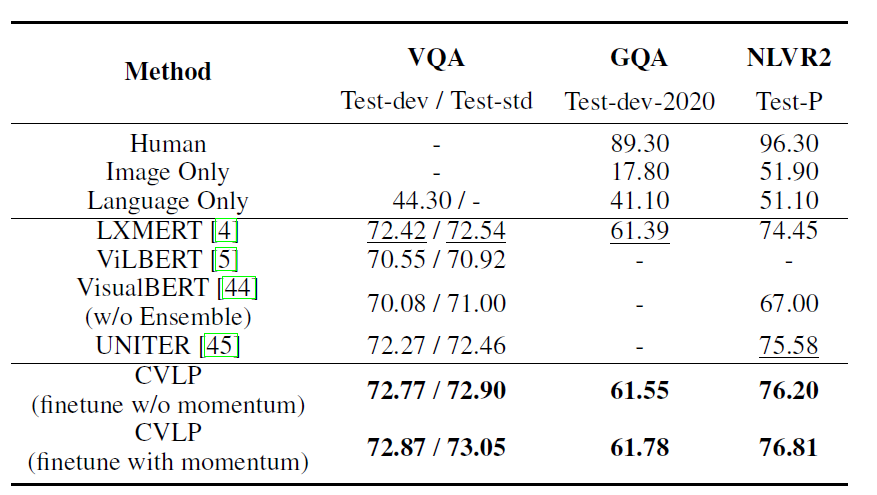 Method VQA GQA NLVR2
Test-dev / Test-std Test-dev-2020 Test-P
Human - 89.30 96.30
Image Only - 17.80 51.90
Language Only 44.30 / - 41.10 51.10
LXMERT [4] 72.42 / 72.54 61.39 74.45
ViLBERT [5] 70.55 / 70.92 - -
VisualBERT [44]
(w/o Ensemble) 70.08 / 71.00 - 67.00
UNITER [45] 72.27 / 72.46 - 75.58
CVLP
(finetune w/o momentum) 72.77 / 72.90 61.55 76.20
CVLP
(finetune with momentum) 72.87 / 73.05 61.78 76.81